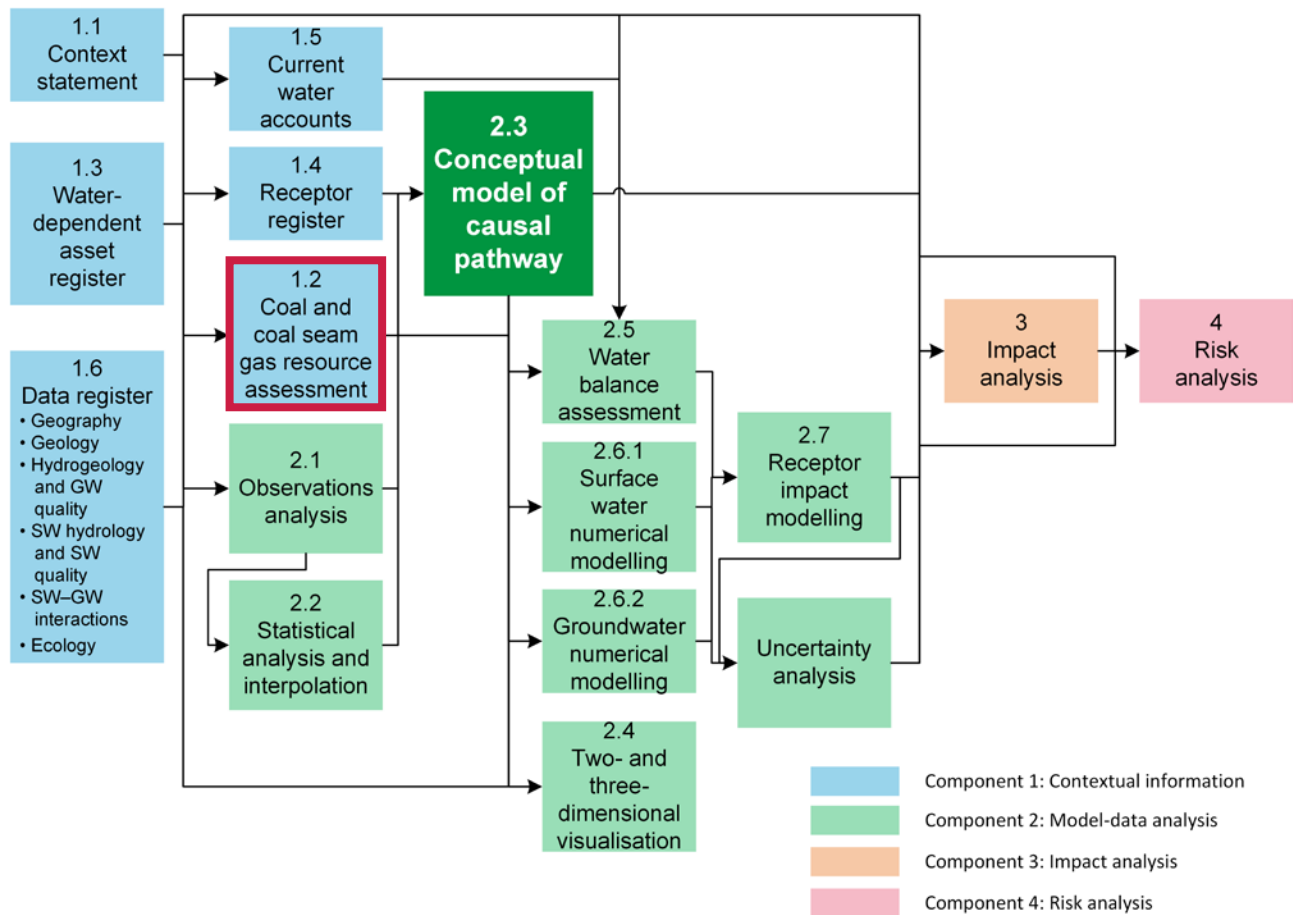 1.1
Context
statement
1.3
Water-
dependent
asset
register
1.6
Data register
• Geography
• Geology
• Hydrogeology
and GW
quality
• SW hydrology
and SW
quality
• SW–GW
interactions
• Ecology
1.5
Current
water
accounts
1.4
Receptor
register
1.2
Coal and
coal seam
gas resource
assessment
2.1
Observations
analysis
2.2
Statistical
analysis and
interpolation
2.3
Conceptual
model of
causal
pathway
2.5
Water
balance
assessment
2.6.1
Surface
water
numerical
modelling
2.6.2
Groundwater
numerical
modelling
2.4
Two- and
three-
dimensional
visualisation
2.7
Receptor
impact
modelling
Uncertainty
analysis
3
Impact
analysis
4
Risk
analysis
Component 1: Contextual information
Component 2: Model-data analysis
Component 3: Impact analysis
Component 4: Risk analysis